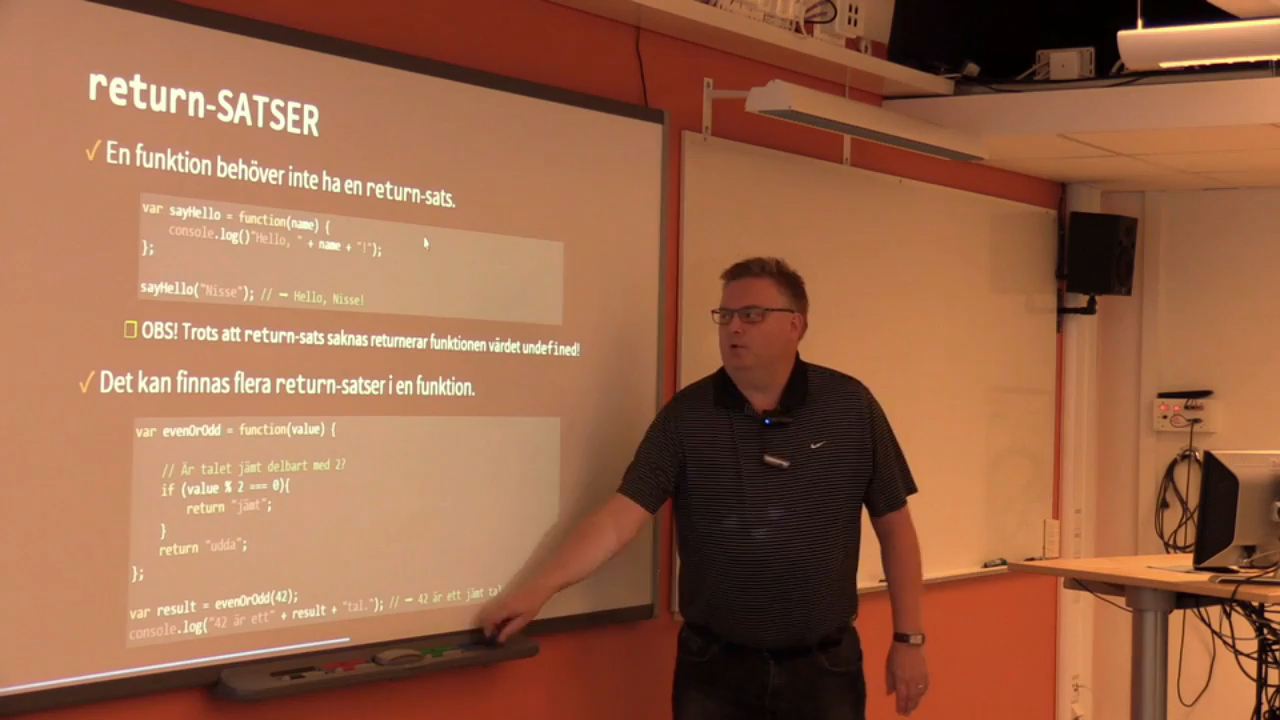 return-SATSER
✓ En funktion behöver inte ha en return-sats.
var sayHello = function(name) {
console.log()"Hello, " + name + "!");
};
sayHello("Nisse"); // ➡ Hello, Nisse!
OBS! Trots att return-sats saknas returnerar funktionen värdet undefined!
✓ Det kan finnas flera return-satser i en funktion.
var evenOrOdd = function(value) {
// Är talet jämt delbart med 2?
if (value % 2 === 0){
return "jämt";
}
return "udda";
};
var result = evenOrOdd(42);
console.log("42 är ett" + result + "tal."); // ➡ 42 är ett jämt